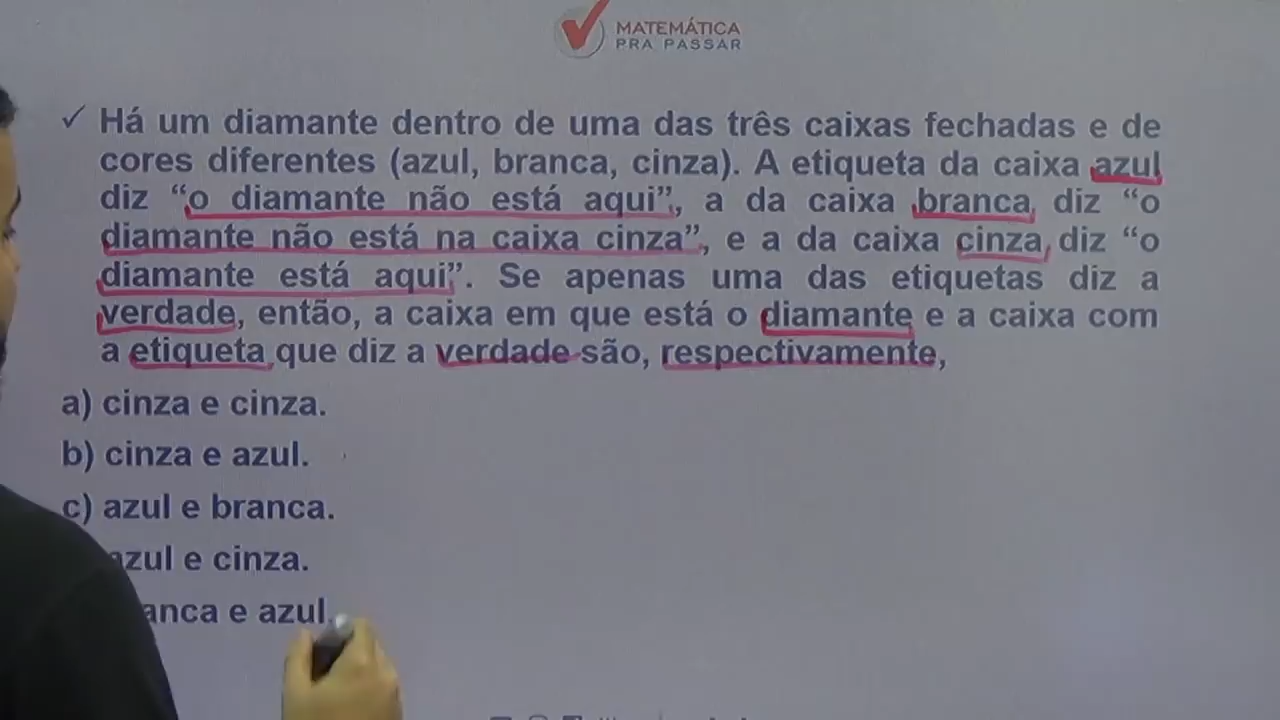 MATEMÁTICA
PRA PASSAR
✓ Há um diamante dentro de uma das três caixas fechadas e de
cores diferentes (azul, branca, cinza). A etiqueta da caixa azul
diz “o diamante não está aqui”, a da caixa branca diz “o
diamante não está na caixa cinza”, e a da caixa cinza, diz “o
diamante está aqui”. Se apenas uma das etiquetas diz a
verdade, então, a caixa em que está o diamante e a caixa com
a etiqueta que diz a verdade são, respectivamente,
a) cinza e cinza.
b) cinza e azul.
c) azul e branca.
azul e cinza.
anca e azul.